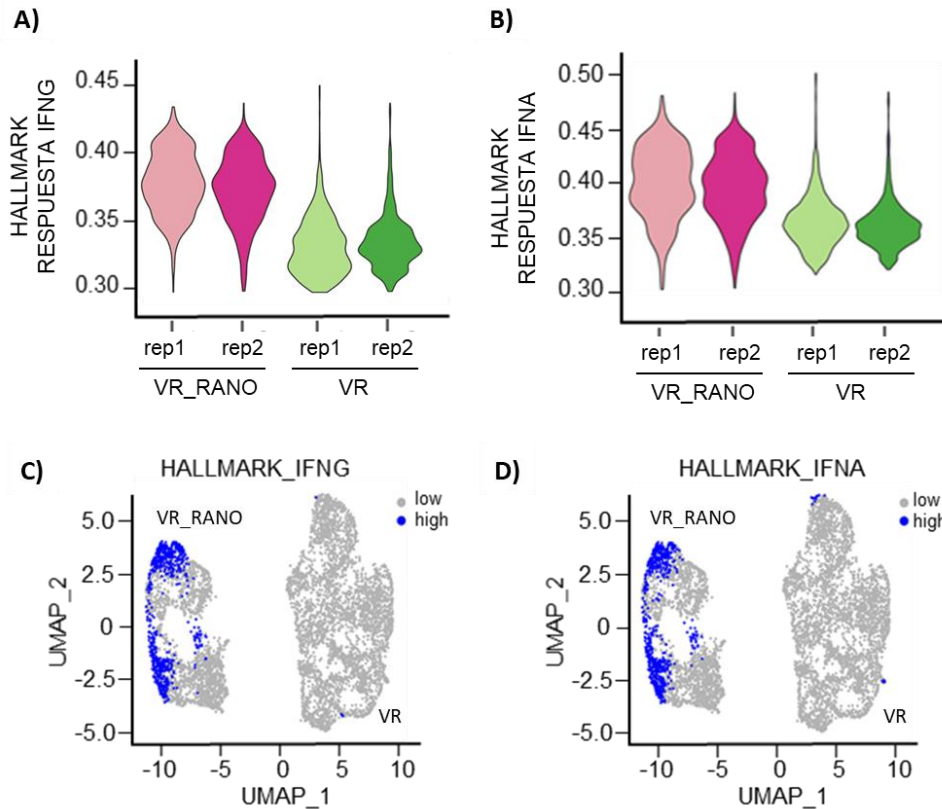 A)
HALLMARK
RESPUESTA IFNG
0.45
0.40
0.35
0.30
rep1 rep2 rep1 rep2
VR_RANO VR
B)
HALLMARK
RESPUESTA IFNA
0.50
0.45
0.40
0.35
0.30
rep1 rep2 rep1 rep2
VR_RANO VR
C)
HALLMARK_IFNG
low
high
VR_RANO
UMAP_2
5.0
2.5
0
-2.5
-5.0
VR
-10 -5 0 5 10
UMAP_1
D)
HALLMARK_IFNA
low
high
VR_RANO
UMAP_2
5.0
2.5
0
-2.5
-5.0
VR
-10 -5 0 5 10
UMAP_1